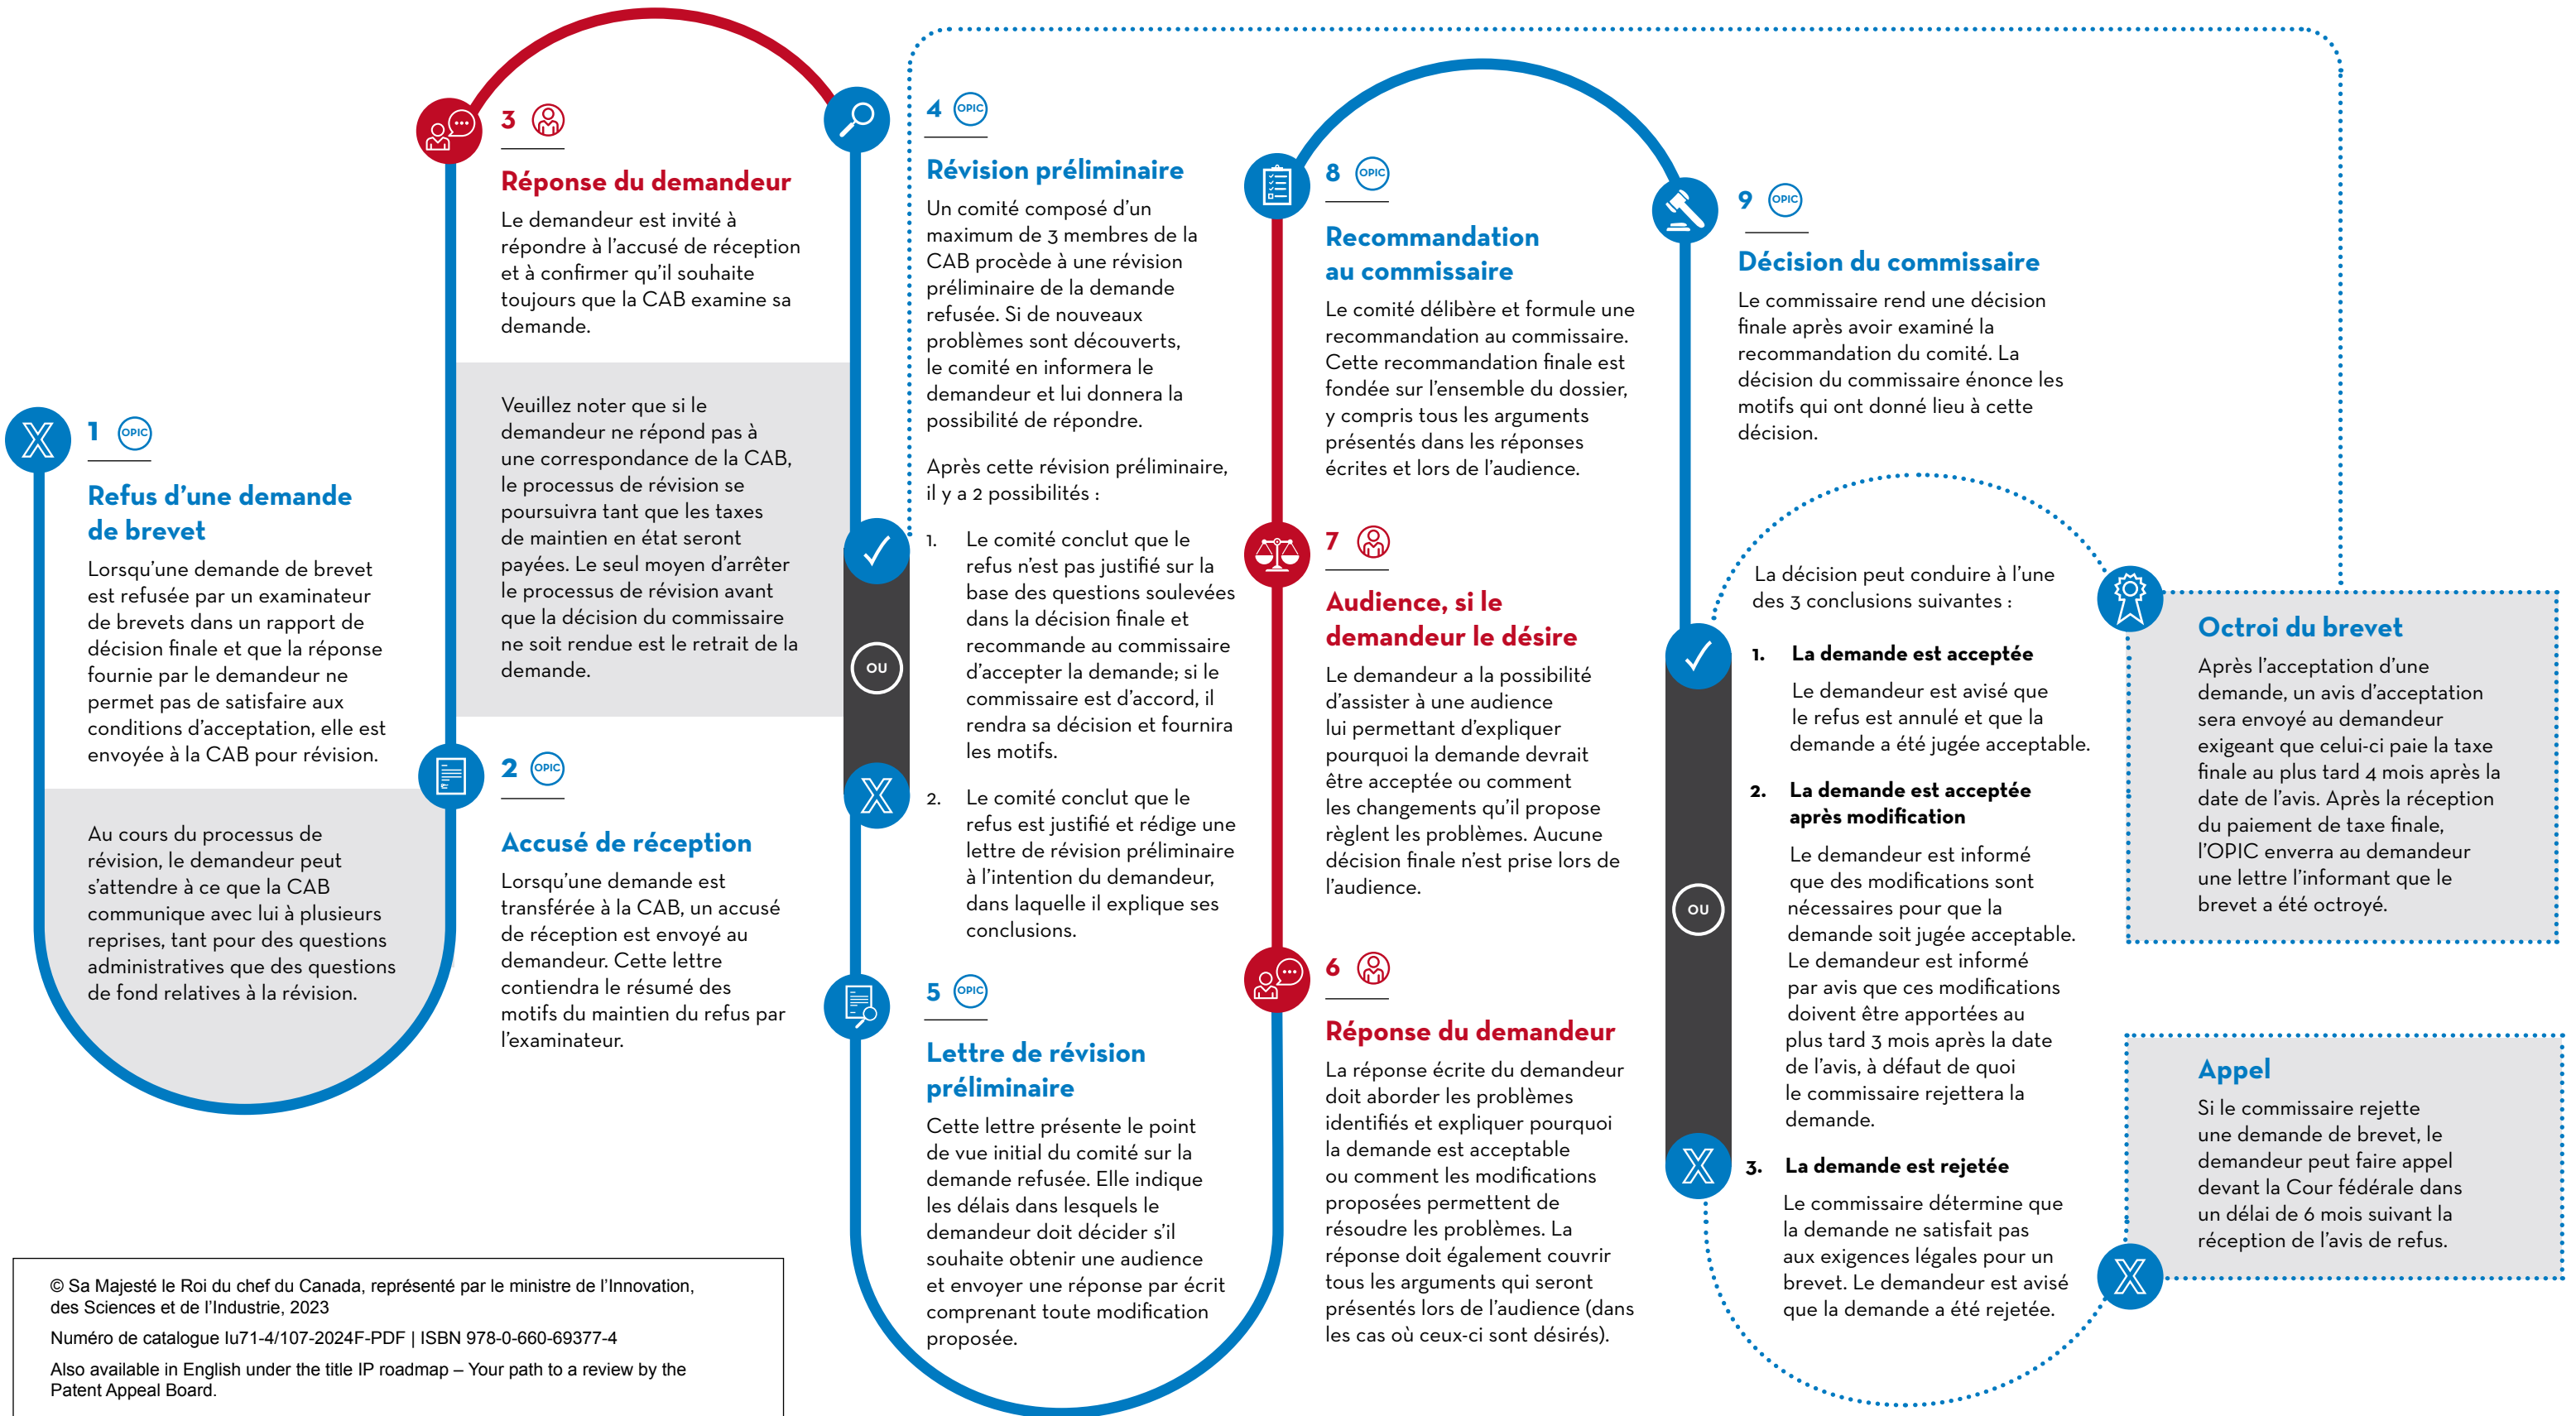 1 OPIC
Refus d'une demande
de brevet
Lorsqu'une demande de brevet
est refusée par un examinateur
de brevets dans un rapport de
décision finale et que la réponse
fournie par le demandeur ne
permet pas de satisfaire aux
conditions d'acceptation, elle est
envoyée à la CAB pour révision.
Au cours du processus de
révision, le demandeur peut
s'attendre à ce que la CAB
communique avec lui à plusieurs
reprises, tant pour des questions
administratives que des questions
de fond relatives à la révision.
2 OPIC
Accusé de réception
Lorsqu'une demande est
transférée à la CAB, un accusé
de réception est envoyé au
demandeur. Cette lettre
contiendra le résumé des
motifs du maintien du refus par
l'examinateur.
3
Réponse du demandeur
Le demandeur est invité à
répondre à l'accusé de réception
et à confirmer qu'il souhaite
toujours que la CAB examine sa
demande.
Veuillez noter que si le
demandeur ne répond pas à
une correspondance de la CAB,
le processus de révision se
poursuivra tant que les taxes
de maintien en état seront
payées. Le seul moyen d'arrêter
le processus de révision avant
que la décision du commissaire
ne soit rendue est le retrait de la
demande.
4 OPIC
Révision préliminaire
Un comité composé d'un
maximum de 3 membres de la
CAB procède à une révision
préliminaire de la demande
refusée. Si de nouveaux
problèmes sont découverts,
le comité en informera le
demandeur et lui donnera la
possibilité de répondre.
Après cette révision préliminaire,
il y a 2 possibilités :
1. Le comité conclut que le
refus n'est pas justifié sur la
base des questions soulevées
dans la décision finale et
recommande au commissaire
d'accepter la demande; si le
commissaire est d'accord, il
rendra sa décision et fournira
les motifs.
OU
2. Le comité conclut que le
refus est justifié et rédige une
lettre de révision préliminaire
à l'intention du demandeur,
dans laquelle il explique ses
conclusions.
5 OPIC
Lettre de révision
préliminaire
Cette lettre présente le point
de vue initial du comité sur la
demande refusée. Elle indique
les délais dans lesquels le
demandeur doit décider s'il
souhaite obtenir une audience
et envoyer une réponse par écrit
comprenant toute modification
proposée.
6
Réponse du demandeur
La réponse écrite du demandeur
doit aborder les problèmes
identifiés et expliquer pourquoi
la demande est acceptable
ou comment les modifications
proposées permettent de
résoudre les problèmes. La
réponse doit également couvrir
tous les arguments qui seront
présentés lors de l'audience (dans
les cas où ceux-ci sont désirés).
7
Audience, si le
demandeur le désire
Le demandeur a la possibilité
d'assister à une audience
lui permettant d'expliquer
pourquoi la demande devrait
être acceptée ou comment
les changements qu'il propose
règlent les problèmes. Aucune
décision finale n'est prise lors de
l'audience.
8 OPIC
Recommandation
au commissaire
Le comité délibère et formule une
recommandation au commissaire.
Cette recommandation finale est
fondée sur l'ensemble du dossier,
y compris tous les arguments
présentés dans les réponses
écrites et lors de l'audience.
9 OPIC
Décision du commissaire
Le commissaire rend une décision
finale après avoir examiné la
recommandation du comité. La
décision du commissaire énonce les
motifs qui ont donné lieu à cette
décision.
La décision peut conduire à l'une
des 3 conclusions suivantes :
1. La demande est acceptée
Le demandeur est avisé que
le refus est annulé et que la
demande a été jugée acceptable.
2. La demande est acceptée
après modification
Le demandeur est informé
que des modifications sont
nécessaires pour que la
demande soit jugée acceptable.
Le demandeur est informé
par avis que ces modifications
doivent être apportées au
plus tard 3 mois après la date
de l'avis, à défaut de quoi
le commissaire rejettera la
demande.
OU
3. La demande est rejetée
Le commissaire détermine que
la demande ne satisfait pas
aux exigences légales pour un
brevet. Le demandeur est avisé
que la demande a été rejetée.
Octroi du brevet
Après l'acceptation d'une
demande, un avis d'acceptation
sera envoyé au demandeur
exigeant que celui-ci paie la taxe
finale au plus tard 4 mois après la
date de l'avis. Après la réception
du paiement de taxe finale,
l'OPIC enverra au demandeur
une lettre l'informant que le
brevet a été octroyé.
Appel
Si le commissaire rejette
une demande de brevet, le
demandeur peut faire appel
devant la Cour fédérale dans
un délai de 6 mois suivant la
réception de l'avis de refus.
© Sa Majesté le Roi du chef du Canada, représenté par le ministre de l'Innovation,
des Sciences et de l'Industrie, 2023
Numéro de catalogue Iu71-4/107-2024F-PDF | ISBN 978-0-660-69377-4
Also available in English under the title IP roadmap – Your path to a review by the
Patent Appeal Board.